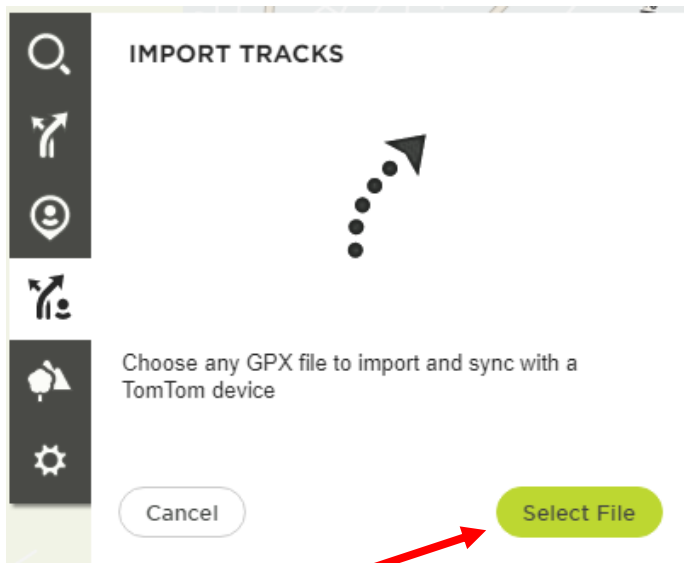 IMPORT TRACKS
Choose any GPX file to import and sync with a
TomTom device
Cancel
Select File